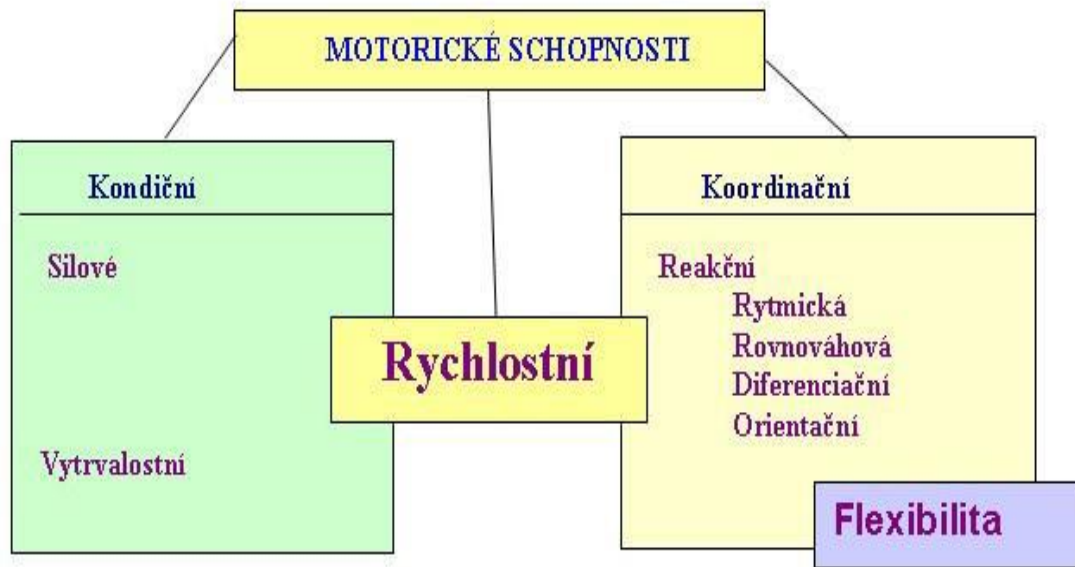 MOTORICKÉ SCHOPNOSTI
Kondiční
Silové
Vytrvalostní
Rychlostní
Koordinační
Reakční
Rytmická
Rovnováhová
Diferenciační
Orientační
Flexibilita